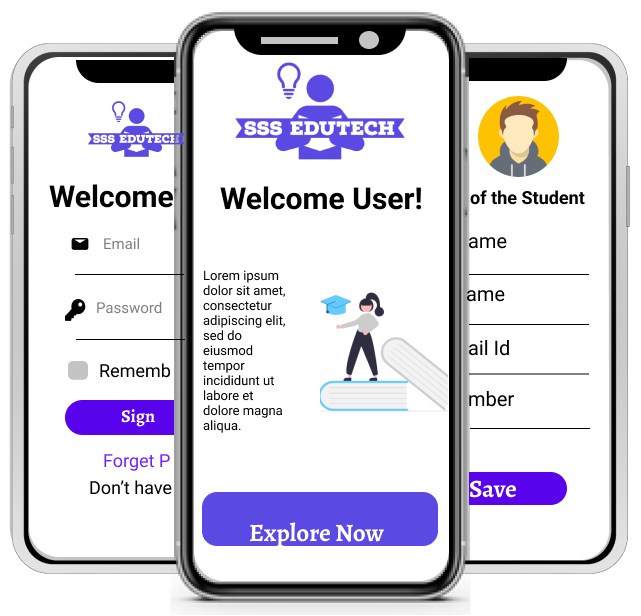 SSS EDUTECH
Welcome
Email
Password
Rememb
Sign
Forget P
Don't have
SSS EDUTECH
Welcome User!
Lorem ipsum
dolor sit amet,
consectetur
adipiscing elit,
sed do
eiusmod
tempor
incididunt ut
labore et
dolore magna
aliqua.
Explore Now
of the Student
ame
ame
ail Id
mber
Save